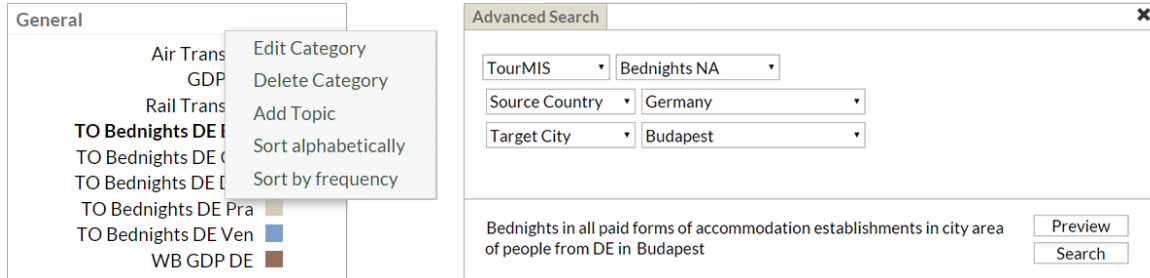 General
Air Trans
GDP
Rail Trans
TO Bednights DE
TO Bednights DE
TO Bednights DE
TO Bednights DE Pra
TO Bednights DE Ven
WB GDP DE
Edit Category
Delete Category
Add Topic
Sort alphabetically
Sort by frequency
Advanced Search
TourMIS Bednights NA
Source Country Germany
Target City Budapest
Bednights in all paid forms of accommodation establishments in city area
of people from DE in Budapest
Preview
Search